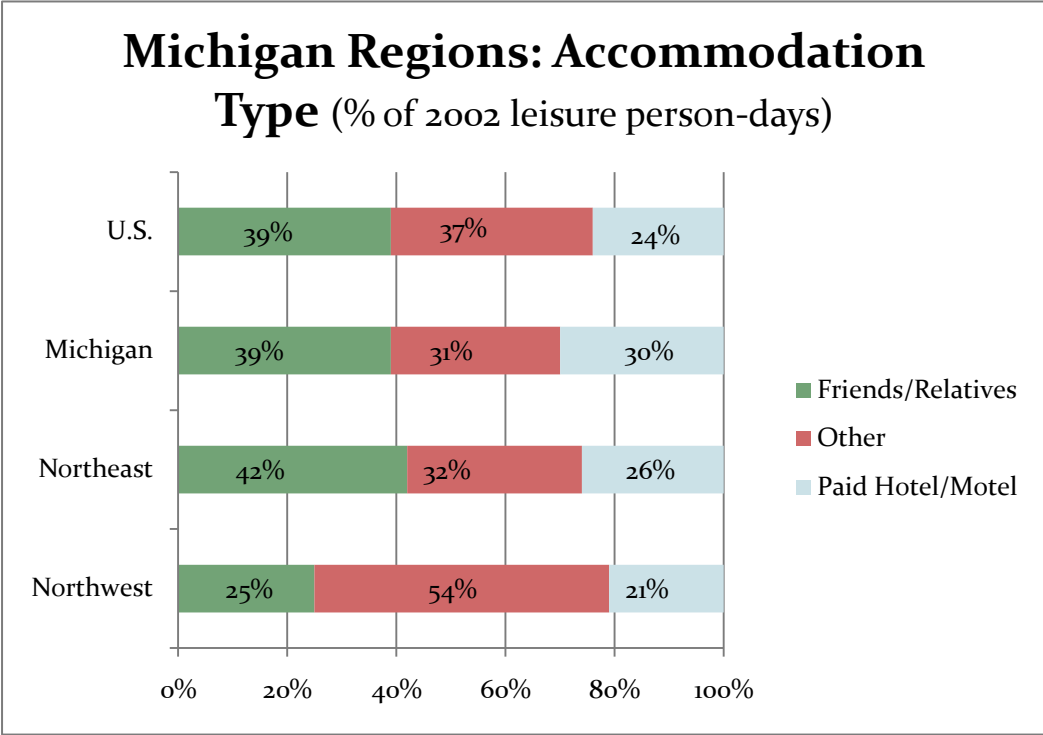 Michigan Regions: Accommodation
Type (% of 2002 leisure person-days)
U.S.
39%
37%
24%
Michigan
39%
31%
30%
Northeast
42%
32%
26%
Northwest
25%
54%
21%
0%
20%
40%
60%
80%
100%
Friends/Relatives
Other
Paid Hotel/Motel